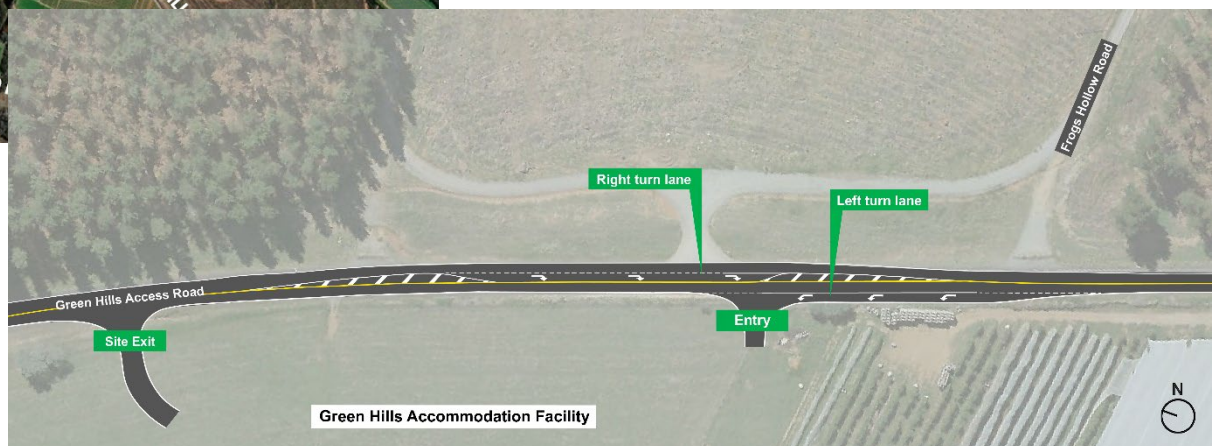 Frogs Hollow Road
Right turn lane
Left turn lane
Green Hills Access Road
Site Exit
Entry
Green Hills Accommodation Facility
N